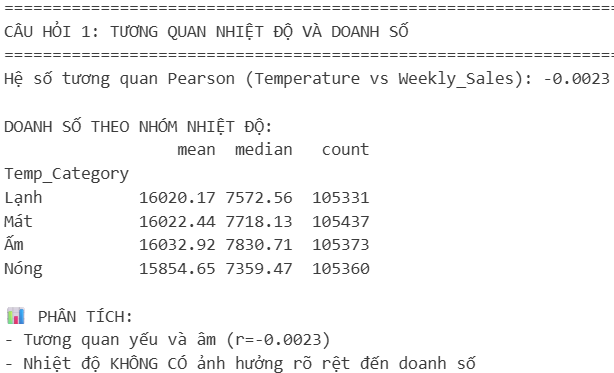 ================================================================
CÂU HỎI 1: TƯƠNG QUAN NHIỆT ĐỘ VÀ DOANH SỐ
================================================================
Hệ số tương quan Pearson (Temperature vs Weekly_Sales): -0.0023
DOANH SỐ THEO NHÓM NHIỆT ĐỘ:
mean median count
Temp_Category
Lạnh 16020.17 7572.56 105331
Mát 16022.44 7718.13 105437
Ấm 16032.92 7830.71 105373
Nóng 15854.65 7359.47 105360
📊 PHÂN TÍCH:
- Tương quan yếu và âm (r=-0.0023)
- Nhiệt độ KHÔNG CÓ ảnh hưởng rõ rệt đến doanh số